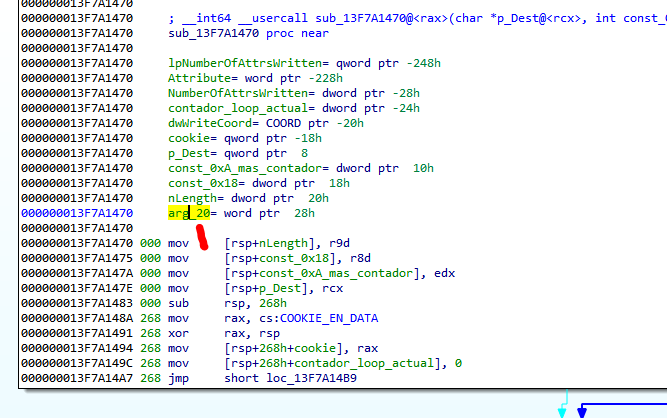 000000013F7A1470
000000013F7A1470 ; __int64 __usercall sub_13F7A1470@<rax>(char *p_Dest@<rcx>, int const_
000000013F7A1470 sub_13F7A1470 proc near
000000013F7A1470
000000013F7A1470 lpNumberOfAttrsWritten= qword ptr -248h
000000013F7A1470 Attribute= word ptr -228h
000000013F7A1470 NumberOfAttrsWritten= dword ptr -28h
000000013F7A1470 contador_loop_actual= dword ptr -24h
000000013F7A1470 dwWriteCoord= COORD ptr -20h
000000013F7A1470 cookie= qword ptr -18h
000000013F7A1470 p_Dest= qword ptr 8
000000013F7A1470 const_0xA_mas_contador= dword ptr 10h
000000013F7A1470 const_0x18= dword ptr 18h
000000013F7A1470 nLength= dword ptr 20h
000000013F7A1470 arg_20= word ptr 28h
000000013F7A1470
000000013F7A1470 000 mov [rsp+nLength], r9d
000000013F7A1475 000 mov [rsp+const_0x18], r8d
000000013F7A147A 000 mov [rsp+const_0xA_mas_contador], edx
000000013F7A147E 000 mov [rsp+p_Dest], rcx
000000013F7A1483 000 sub rsp, 268h
000000013F7A148A 268 mov rax, cs:COOKIE_EN_DATA
000000013F7A1491 268 xor rax, rsp
000000013F7A1494 268 mov [rsp+268h+cookie], rax
000000013F7A149C 268 mov [rsp+268h+contador_loop_actual], 0
000000013F7A14A7 268 jmp short loc_13F7A14B9